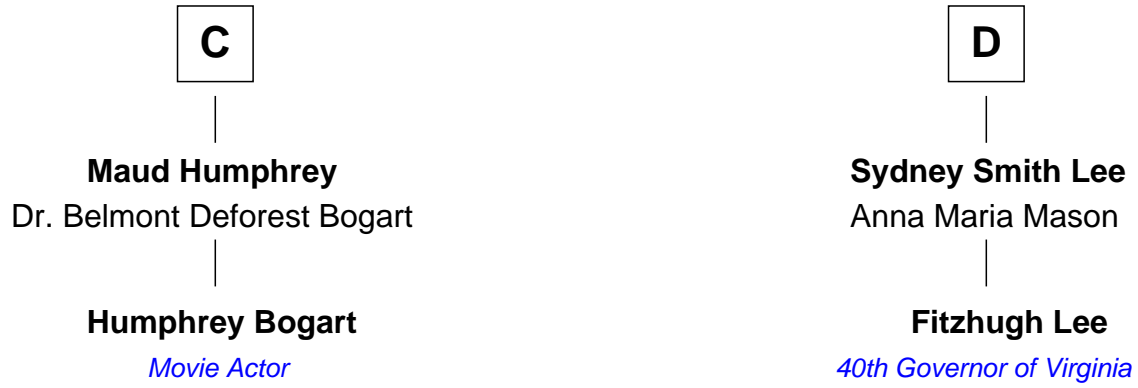 C
Maud Humphrey
Dr. Belmont Deforest Bogart
Humphrey Bogart
Movie Actor
D
Sydney Smith Lee
Anna Maria Mason
Fitzhugh Lee
40th Governor of Virginia